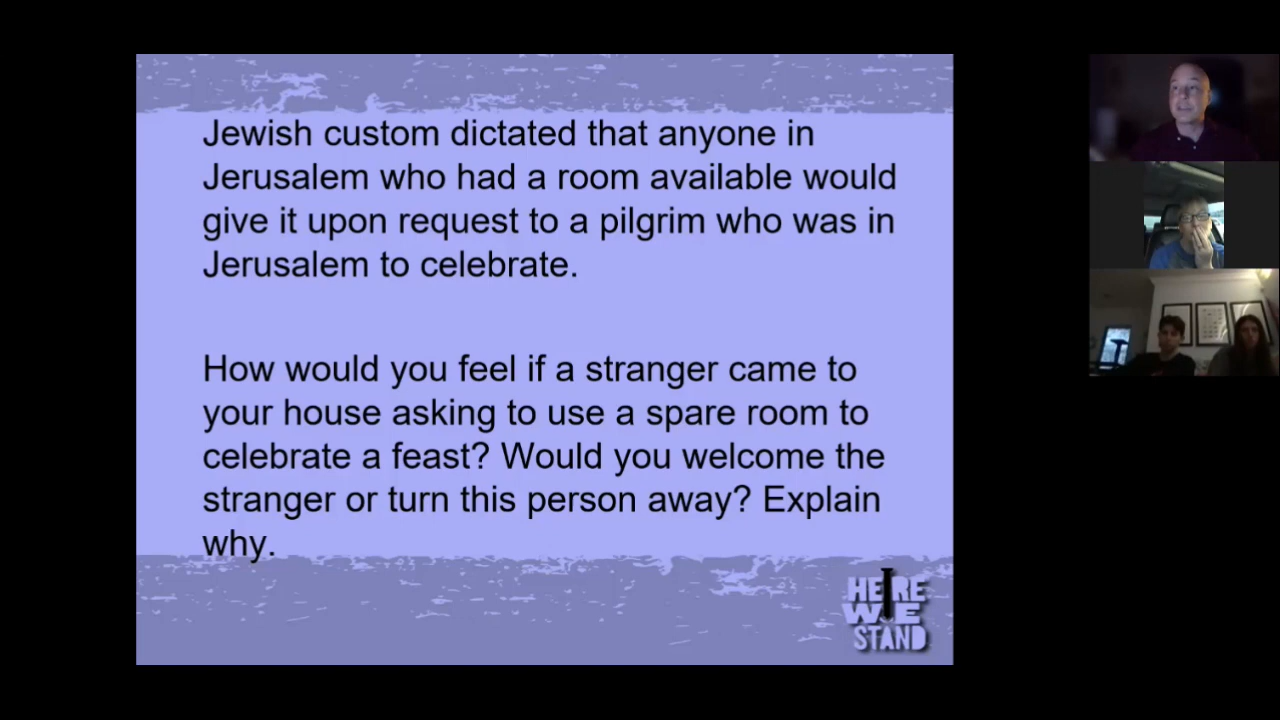 Jewish custom dictated that anyone in
Jerusalem who had a room available would
give it upon request to a pilgrim who was in
Jerusalem to celebrate.
How would you feel if a stranger came to
your house asking to use a spare room to
celebrate a feast? Would you welcome the
stranger or turn this person away? Explain
why.
HERE
WE
STAND